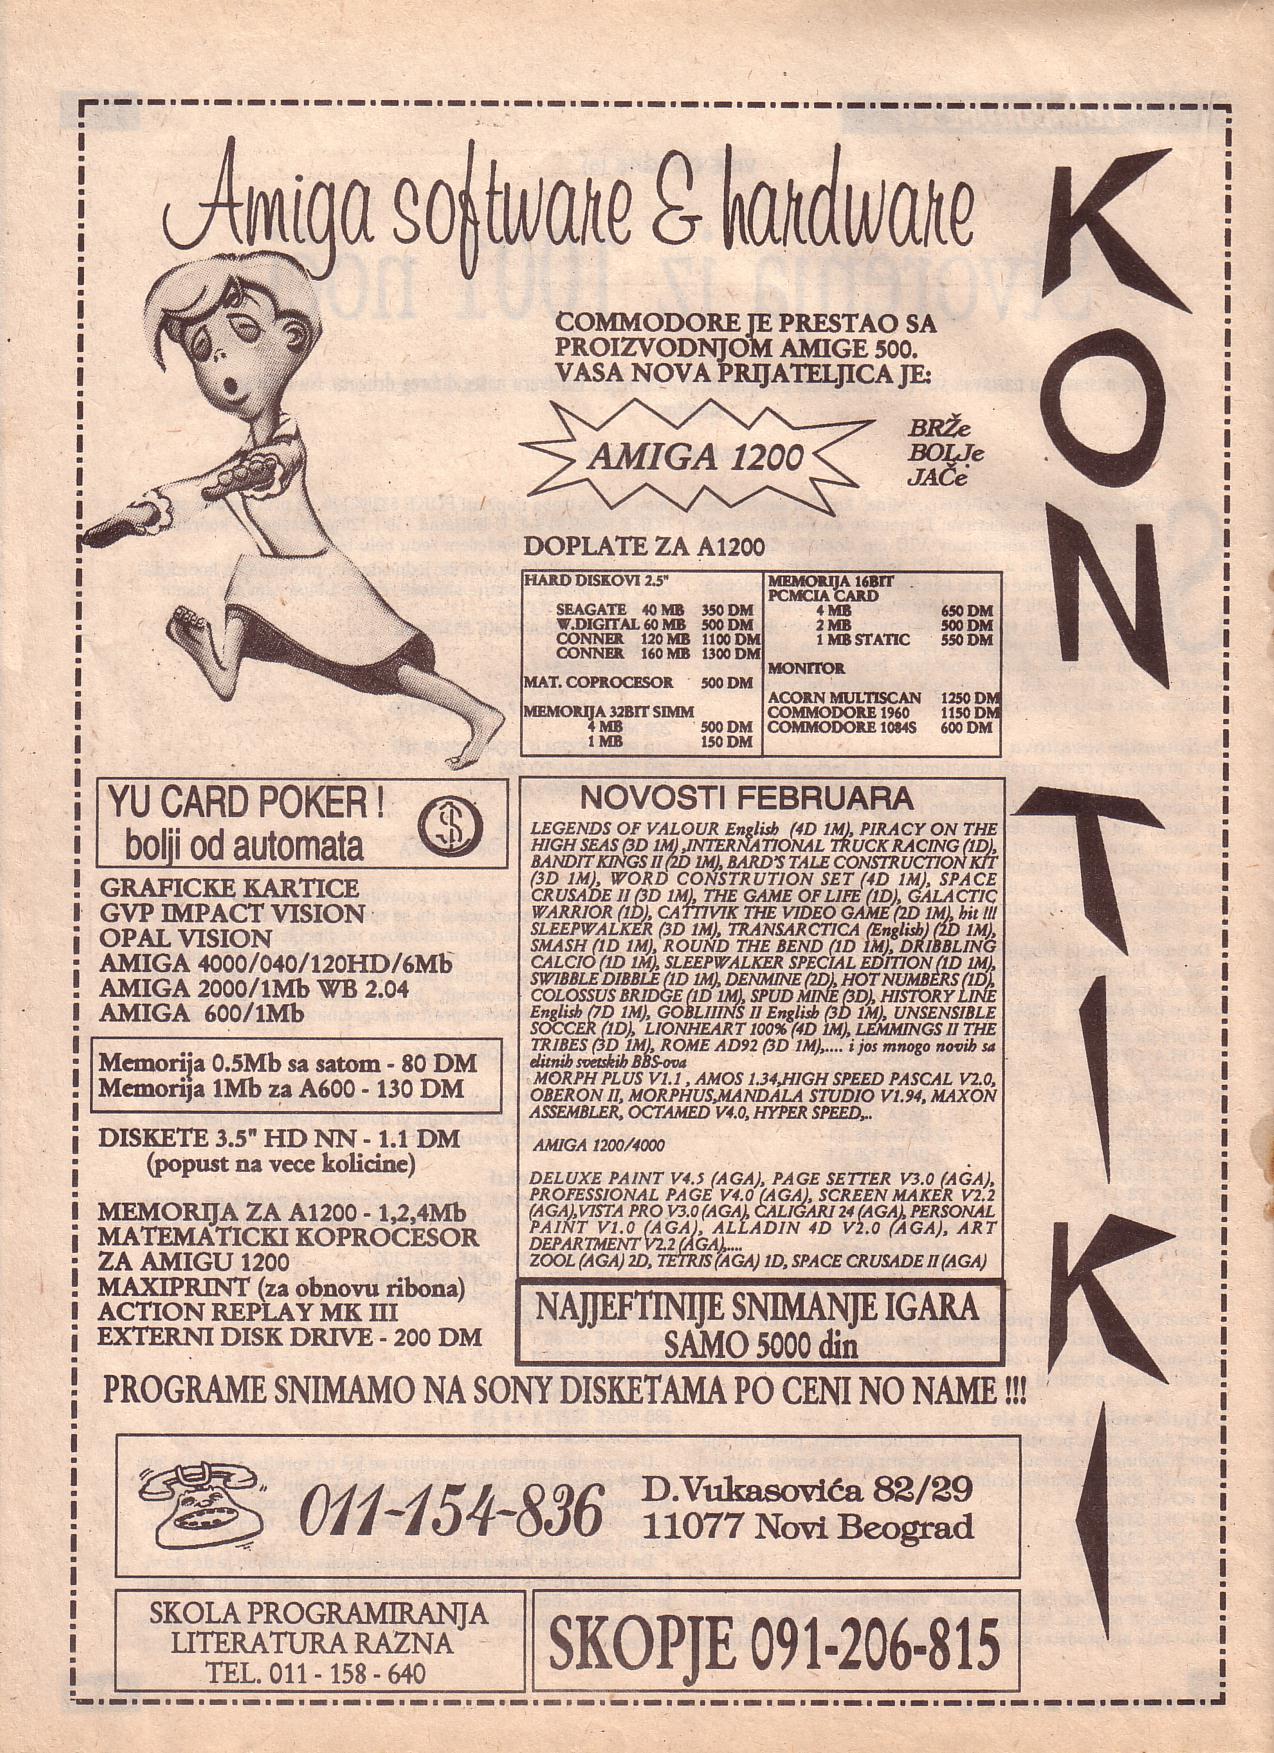 Amiga software & hardware
KON TIKI
COMMODORE JE PRESTAO SA
PROIZVODNJOM AMIGE 500.
VASA NOVA PRIJATELJICA JE:
AMIGA 1200
BRŽe
BOLJe
JAČe
DOPLATE ZA A1200
HARD DISKOVI 2.5"
SEAGATE 40 MB 350 DM
W.DIGITAL 60 MB 500 DM
CONNER 120 MB 1100 DM
CONNER 160 MB 1300 DM
MAT. COPROCESOR 500 DM
MEMORIJA 32BIT SIMM
4 MB 500 DM
1 MB 150 DM
MEMORIJA 16BIT
PCMCIA CARD
4 MB 650 DM
2 MB 500 DM
1 MB STATIC 550 DM
MONITOR
ACORN MULTISCAN 1250 DM
COMMODORE 1960 1150 DM
COMMODORE 1084S 600 DM
YU CARD POKER !
bolji od automata
$
GRAFICKE KARTICE
GVP IMPACT VISION
OPAL VISION
AMIGA 4000/040/120HD/6Mb
AMIGA 2000/1Mb WB 2.04
AMIGA 600/1Mb
Memorija 0.5Mb sa satom - 80 DM
Memorija 1Mb za A600 - 130 DM
DISKETE 3.5" HD NN - 1.1 DM
(popust na vece kolicine)
MEMORIJA ZA A1200 - 1,2,4Mb
MATEMATICKI KOPROCESOR
ZA AMIGU 1200
MAXIPRINT (za obnovu ribona)
ACTION REPLAY MK III
EXTERNI DISK DRIVE - 200 DM
NOVOSTI FEBRUARA
LEGENDS OF VALOUR English (4D 1M), PIRACY ON THE
HIGH SEAS (3D 1M) ,INTERNATIONAL TRUCK RACING (1D),
BANDIT KINGS II (2D 1M), BARD'S TALE CONSTRUCTION KIT
(3D 1M), WORD CONSTRUTION SET (4D 1M), SPACE
CRUSADE II (3D 1M), THE GAME OF LIFE (1D), GALACTIC
WARRIOR (1D), CATTIVIK THE VIDEO GAME (2D 1M), hit !!!
SLEEPWALKER (3D 1M), TRANSARCTICA (English) (2D 1M),
SMASH (1D 1M), ROUND THE BEND (1D 1M), DRIBBLING
CALCIO (1D 1M), SLEEPWALKER SPECIAL EDITION (1D 1M),
SWIBBLE DIBBLE (1D 1M), DENMINE (2D), HOT NUMBERS (1D),
COLOSSUS BRIDGE (1D 1M), SPUD MINE (3D), HISTORY LINE
English (7D 1M), GOBLIIINS II English (3D 1M), UNSENSIBLE
SOCCER (1D), LIONHEART 100% (4D 1M), LEMMINGS II THE
TRIBES (3D 1M), ROME AD92 (3D 1M),.... i jos mnogo novih sa
elitnih svetskih BBS-ova
MORPH PLUS V1.1 , AMOS 1.34,HIGH SPEED PASCAL V2.0,
OBERON II, MORPHUS,MANDALA STUDIO V1.94, MAXON
ASSEMBLER, OCTAMED V4.0, HYPER SPEED,..
AMIGA 1200/4000
DELUXE PAINT V4.5 (AGA), PAGE SETTER V3.0 (AGA),
PROFESSIONAL PAGE V4.0 (AGA), SCREEN MAKER V2.2
(AGA),VISTA PRO V3.0 (AGA), CALIGARI 24 (AGA), PERSONAL
PAINT V1.0 (AGA), ALLADIN 4D V2.0 (AGA), ART
DEPARTMENT V2.2 (AGA),....
ZOOL (AGA) 2D, TETRIS (AGA) 1D, SPACE CRUSADE II (AGA)
NAJJEFTINIJE SNIMANJE IGARA
SAMO 5000 din
PROGRAME SNIMAMO NA SONY DISKETAMA PO CENI NO NAME !!!
011-154-836
D.Vukasovića 82/29
11077 Novi Beograd
SKOLA PROGRAMIRANJA
LITERATURA RAZNA
TEL. 011 - 158 - 640
SKOPJE 091-206-815